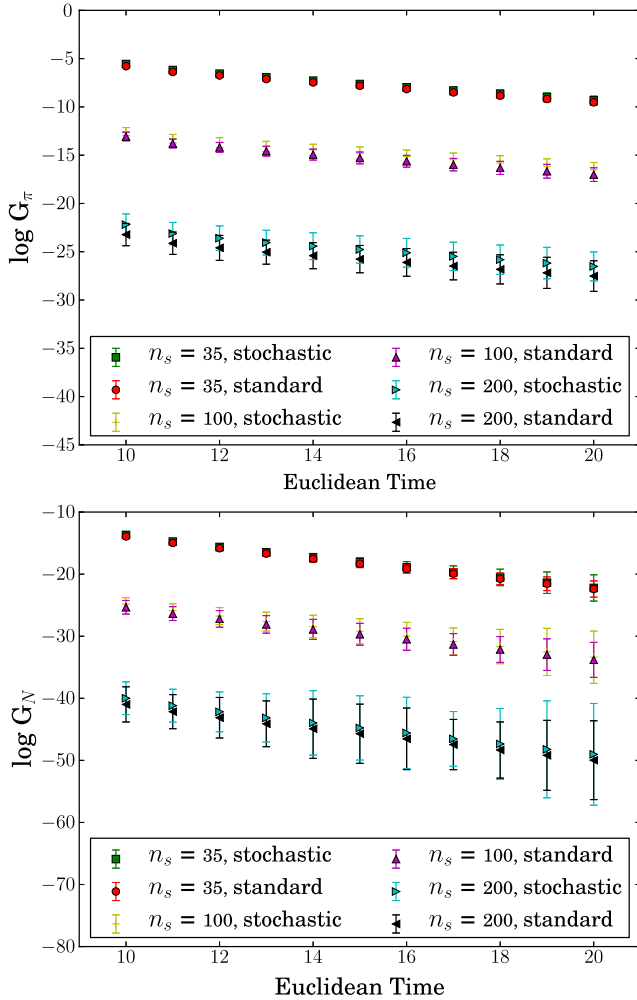 0
−5
−10
−15
−20
−25
−30
−35
−40
−45
log G_π
n_s = 35, stochastic
n_s = 35, standard
n_s = 100, stochastic
n_s = 100, standard
n_s = 200, stochastic
n_s = 200, standard
10 12 14 16 18 20
Euclidean Time
−10
−20
−30
−40
−50
−60
−70
−80
log G_N
n_s = 35, stochastic
n_s = 35, standard
n_s = 100, stochastic
n_s = 100, standard
n_s = 200, stochastic
n_s = 200, standard
10 12 14 16 18 20
Euclidean Time